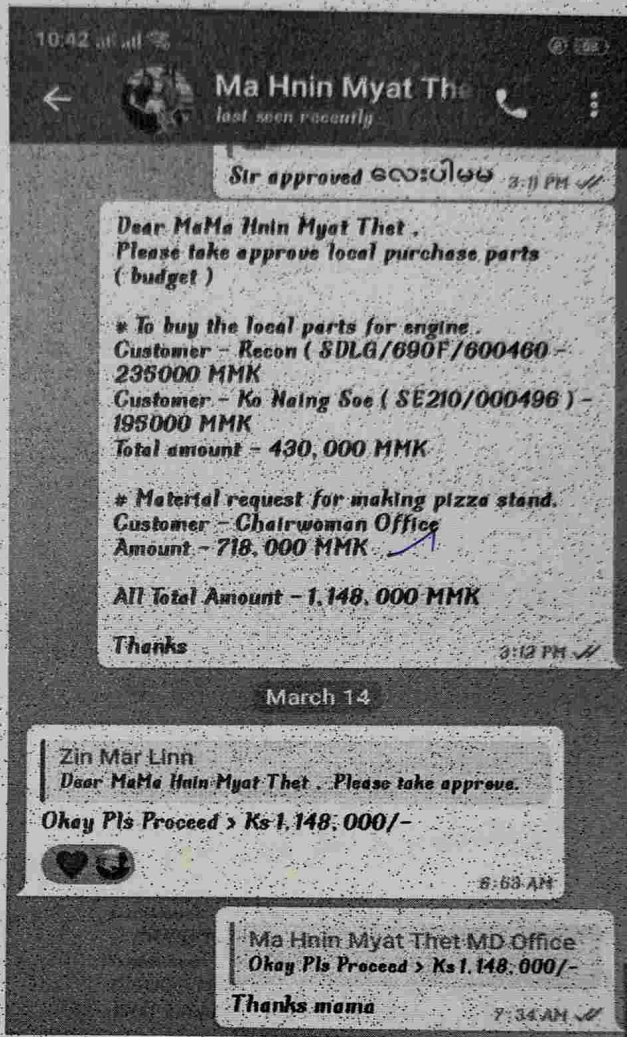 10:42
Ma Hnin Myat The
last seen recently
Sir approved လေးပါမမ 3:11 PM
Dear MaMa Hnin Myat Thet .
Please take approve local purchase parts
( budget )
* To buy the local parts for engine .
Customer - Recon ( SDLG/690F/600460 -
235000 MMK
Customer - Ko Naing Soe ( SE210/000496 ) -
195000 MMK
Total amount - 430, 000 MMK
* Material request for making pizza stand.
Customer - Chairwoman Office
Amount - 718, 000 MMK
All Total Amount - 1, 148, 000 MMK
Thanks
3:12 PM
March 14
Zin Mar Linn
Dear MaMa Hnin Myat Thet . Please take approve.
Okay Pls Proceed > Ks 1, 148, 000/-
AM
Ma Hnin Myat Thet MD Office
Okay Pls Proceed > Ks 1, 148, 000/-
Thanks mama
7:34 AM